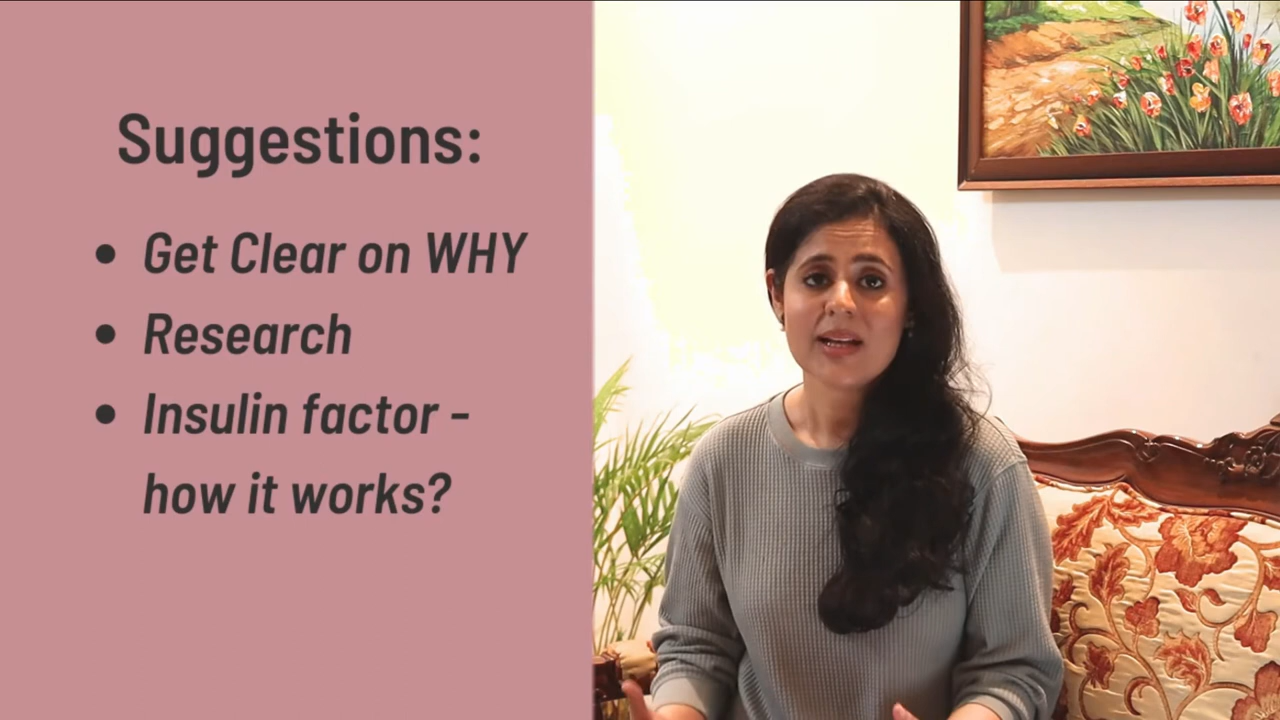 Suggestions:
• Get Clear on WHY
• Research
• Insulin factor -
how it works?